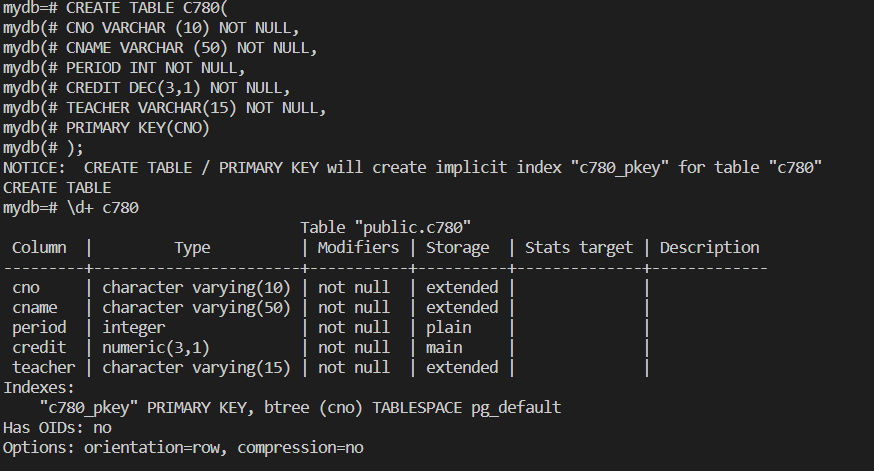 mydb=# CREATE TABLE C780(
mydb(# CNO VARCHAR (10) NOT NULL,
mydb(# CNAME VARCHAR (50) NOT NULL,
mydb(# PERIOD INT NOT NULL,
mydb(# CREDIT DEC(3,1) NOT NULL,
mydb(# TEACHER VARCHAR(15) NOT NULL,
mydb(# PRIMARY KEY(CNO)
mydb(# );
NOTICE:  CREATE TABLE / PRIMARY KEY will create implicit index "c780_pkey" for table "c780"
CREATE TABLE
mydb=# \d+ c780
                              Table "public.c780"
 Column  |         Type          | Modifiers | Storage  | Stats target | Description
---------+-----------------------+-----------+----------+--------------+-------------
 cno     | character varying(10) | not null  | extended |              |
 cname   | character varying(50) | not null  | extended |              |
 period  | integer               | not null  | plain    |              |
 credit  | numeric(3,1)          | not null  | main     |              |
 teacher | character varying(15) | not null  | extended |              |
Indexes:
    "c780_pkey" PRIMARY KEY, btree (cno) TABLESPACE pg_default
Has OIDs: no
Options: orientation=row, compression=no